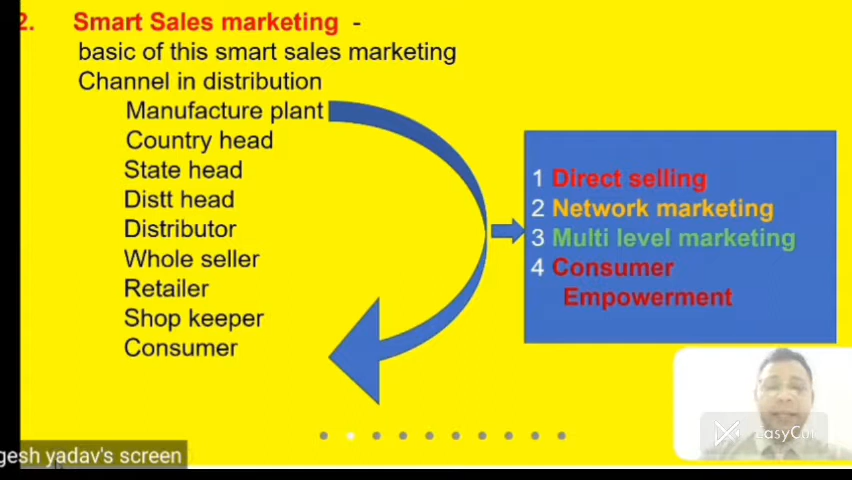 2. Smart Sales marketing -
basic of this smart sales marketing
Channel in distribution
Manufacture plant
Country head
State head
Distt head
Distributor
Whole seller
Retailer
Shop keeper
Consumer
1 Direct selling
2 Network marketing
3 Multi level marketing
4 Consumer
Empowerment
EasyCut
gesh yadav's screen